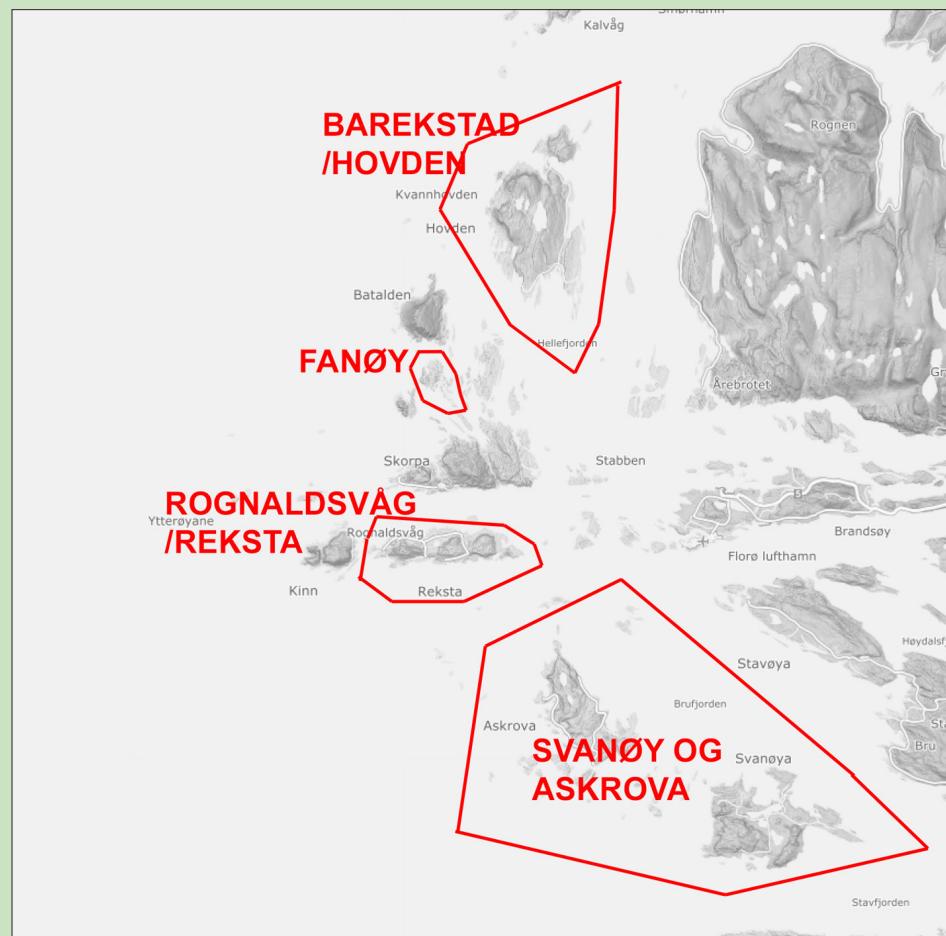 Smørhamn
Kalvåg
BAREKSTAD
/HOVDEN
Rognen
Kvannhovden
Hovden
Batalden
Hellefjorden
FANØY
Årebrotet
Skorpa
Stabben
ROGNALDSVÅG
/REKSTA
Ytterøyane
Rognaldsvåg
Brandsøy
Florø lufthamn
Kinn
Reksta
Høydalsfj
Stavøya
Brufjorden
Askrova
SVANØY OG
ASKROVA
Svanøya
Bru
Stavfjorden